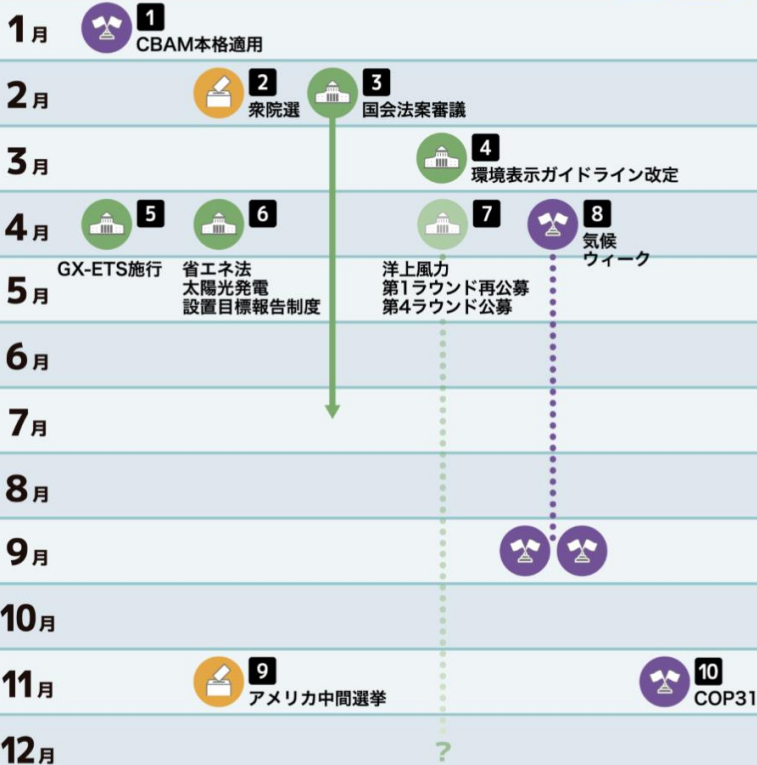 1月
1
CBAM本格適用
2月
2
衆院選
3
国会法案審議
3月
4
環境表示ガイドライン改定
4月
5
GX-ETS施行
6
省エネ法
太陽光発電
設置目標報告制度
7
洋上風力
第1ラウンド再公募
第4ラウンド公募
8
気候
ウィーク
5月
6月
7月
8月
9月
10月
11月
9
アメリカ中間選挙
10
COP31
12月
?